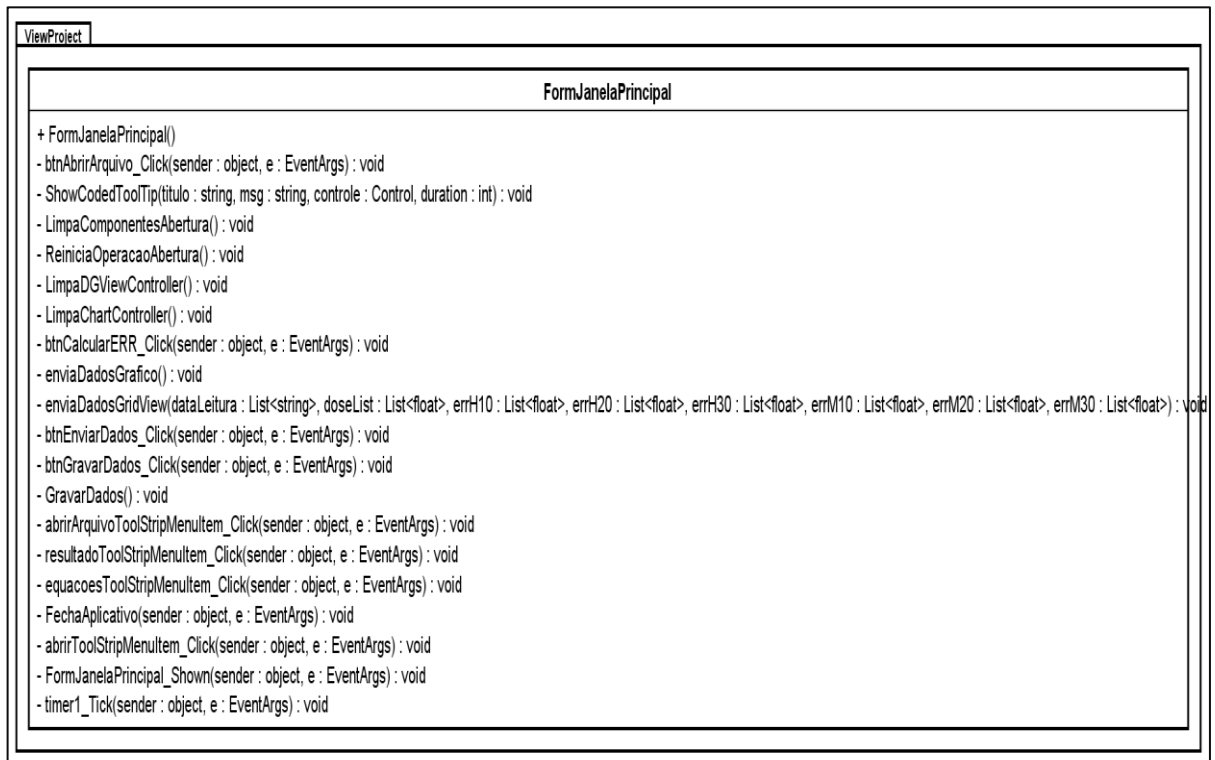 ViewProject
FormJanelaPrincipal
+ FormJanelaPrincipal()
- btnAbrirArquivo_Click(sender : object, e : EventArgs) : void
- ShowCodedToolTip(titulo : string, msg : string, controle : Control, duration : int) : void
- LimpaComponentesAbertura() : void
- ReiniciaOperacaoAbertura() : void
- LimpaDGViewController() : void
- LimpaChartController() : void
- btnCalcularERR_Click(sender : object, e : EventArgs) : void
- enviaDadosGrafico() : void
- enviaDadosGridView(dataLeitura : List<string>, doseList : List<float>, errH10 : List<float>, errH20 : List<float>, errH30 : List<float>, errM10 : List<float>, errM20 : List<float>, errM30 : List<float>) : void
- btnEnviarDados_Click(sender : object, e : EventArgs) : void
- btnGravarDados_Click(sender : object, e : EventArgs) : void
- GravarDados() : void
- abrirArquivoToolStripMenuItem_Click(sender : object, e : EventArgs) : void
- resultadoToolStripMenuItem_Click(sender : object, e : EventArgs) : void
- equacoesToolStripMenuItem_Click(sender : object, e : EventArgs) : void
- FechaAplicativo(sender : object, e : EventArgs) : void
- abrirToolStripMenuItem_Click(sender : object, e : EventArgs) : void
- FormJanelaPrincipal_Shown(sender : object, e : EventArgs) : void
- timer1_Tick(sender : object, e : EventArgs) : void